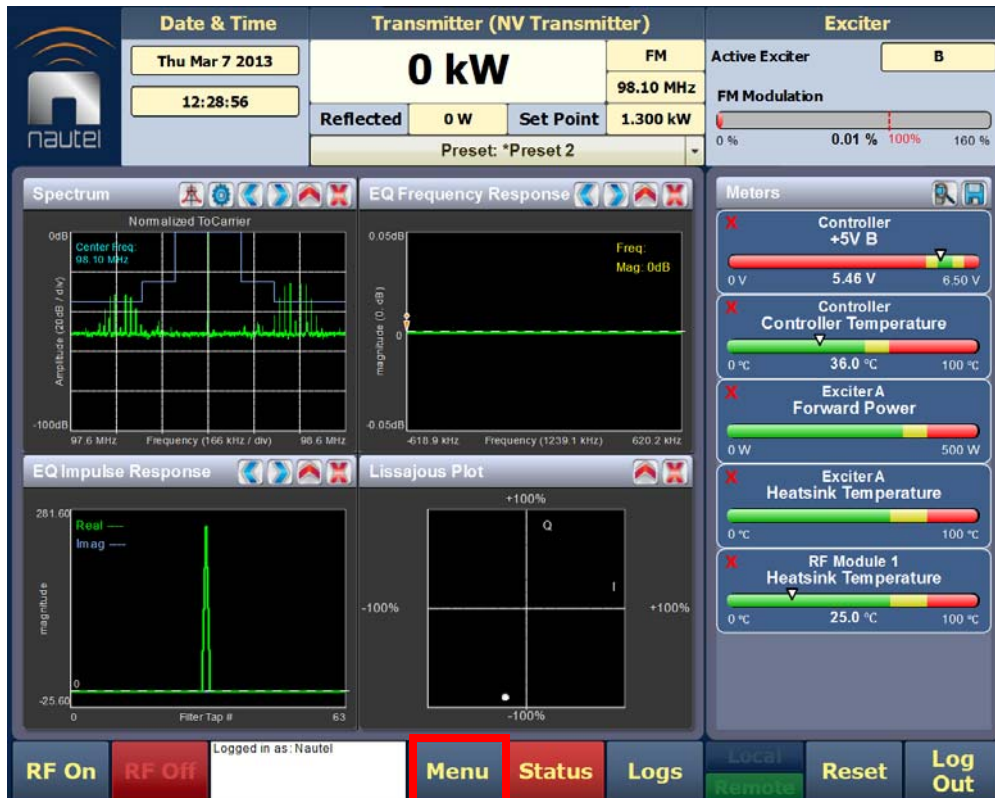 Date & Time
Transmitter (NV Transmitter)
Exciter
nautel
Thu Mar 7 2013
12:28:56
0 kW
FM
98.10 MHz
Reflected
0 W
Set Point
1.300 kW
Preset: *Preset 2
Active Exciter
B
FM Modulation
0 %
0.01 %
100%
160 %
Spectrum
Normalized ToCarrier
0dB
Center Freq:
98.10 MHz
Amplitude (20 dB / div)
-100dB
97.6 MHz
Frequency (166 kHz / div)
98.6 MHz
EQ Frequency Response
0.05dB
Freq:
Mag: 0dB
magnitude (0. dB)
0
-0.05dB
-618.9 kHz
Frequency (1239.1 kHz)
620.2 kHz
EQ Impulse Response
281.60
Real ----
Imag ----
magnitude
0
-25.60
0
Filter Tap #
63
Lissajous Plot
+100%
Q
I
-100%
+100%
-100%
Meters
X
Controller
+5V B
0 V
5.46 V
6.50 V
X
Controller
Controller Temperature
0 °C
36.0 °C
100 °C
X
Exciter A
Forward Power
0 W
500 W
X
Exciter A
Heatsink Temperature
0 °C
100 °C
X
RF Module 1
Heatsink Temperature
0 °C
25.0 °C
100 °C
RF On
RF Off
Logged in as: Nautel
Menu
Status
Logs
Local
Remote
Reset
Log
Out